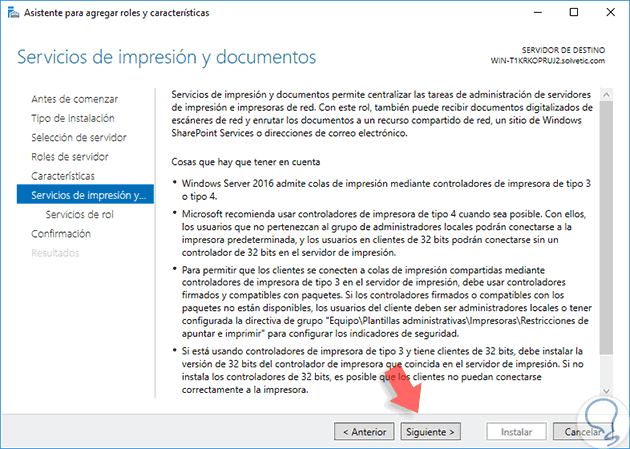 Asistente para agregar roles y características
Servicios de impresión y documentos
SERVIDOR DE DESTINO
WIN-T1KRKOPRUJ2.solvetic.com
Antes de comenzar
Tipo de instalación
Selección de servidor
Roles de servidor
Características
Servicios de impresión y...
Servicios de rol
Confirmación
Resultados
Servicios de impresión y documentos permite centralizar las tareas de administración de servidores
de impresión e impresoras de red. Con este rol, también puede recibir documentos digitalizados de
escáneres de red y enrutar los documentos a un recurso compartido de red, un sitio de Windows
SharePoint Services o direcciones de correo electrónico.
Cosas que hay que tener en cuenta
• Windows Server 2016 admite colas de impresión mediante controladores de impresora de tipo 3
o tipo 4.
• Microsoft recomienda usar controladores de impresora de tipo 4 cuando sea posible. Con ellos,
los usuarios que no pertenezcan al grupo de administradores locales podrán conectarse a la
impresora predeterminada, y los usuarios en clientes de 32 bits podrán conectarse sin un
controlador de 32 bits en el servidor de impresión.
• Para permitir que los clientes se conecten a colas de impresión compartidas mediante
controladores de impresora de tipo 3 en el servidor de impresión, debe usar controladores
firmados y compatibles con paquetes. Si los controladores firmados o compatibles con los
paquetes no están disponibles, los usuarios del cliente deben ser administradores locales o tener
configurada la directiva de grupo "Equipo\Plantillas administrativas\Impresoras\Restricciones de
apuntar e imprimir" para configurar los indicadores de seguridad.
• Si está usando controladores de impresora de tipo 3 y tiene clientes de 32 bits, debe instalar la
versión de 32 bits del controlador de impresora que coincida en el servidor de impresión. Si no
instala los controladores de 32 bits, es posible que los clientes no puedan conectarse
correctamente a la impresora.
< Anterior
Siguiente >
Instalar
Cancelar